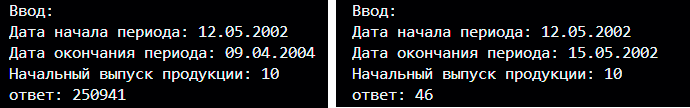 Ввод:
Дата начала периода: 12.05.2002
Дата окончания периода: 09.04.2004
Начальный выпуск продукции: 10
ответ: 250941
Ввод:
Дата начала периода: 12.05.2002
Дата окончания периода: 15.05.2002
Начальный выпуск продукции: 10
ответ: 46